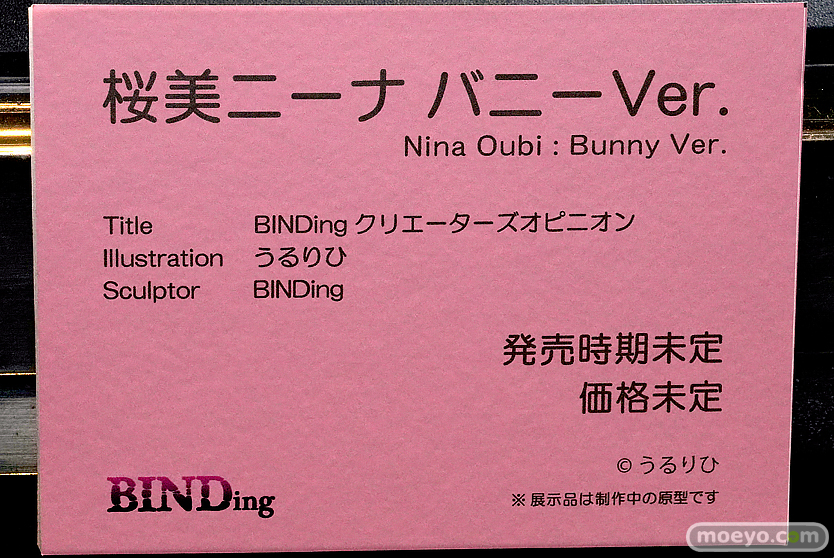 桜美ニーナ バニーVer.
Nina Oubi : Bunny Ver.
Title BINDing クリエーターズオピニオン
Illustration うるりひ
Sculptor BINDing
発売時期未定
価格未定
© うるりひ
BINDing
※ 展示品は制作中の原型です
moeyo.com